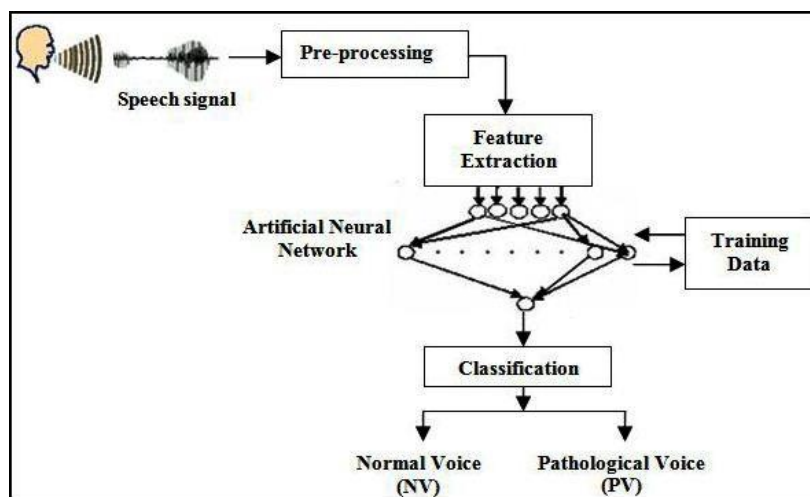 Pre-processing
Speech signal
Feature
Extraction
Artificial Neural
Network
Training
Data
Classification
Normal Voice
(NV)
Pathological Voice
(PV)